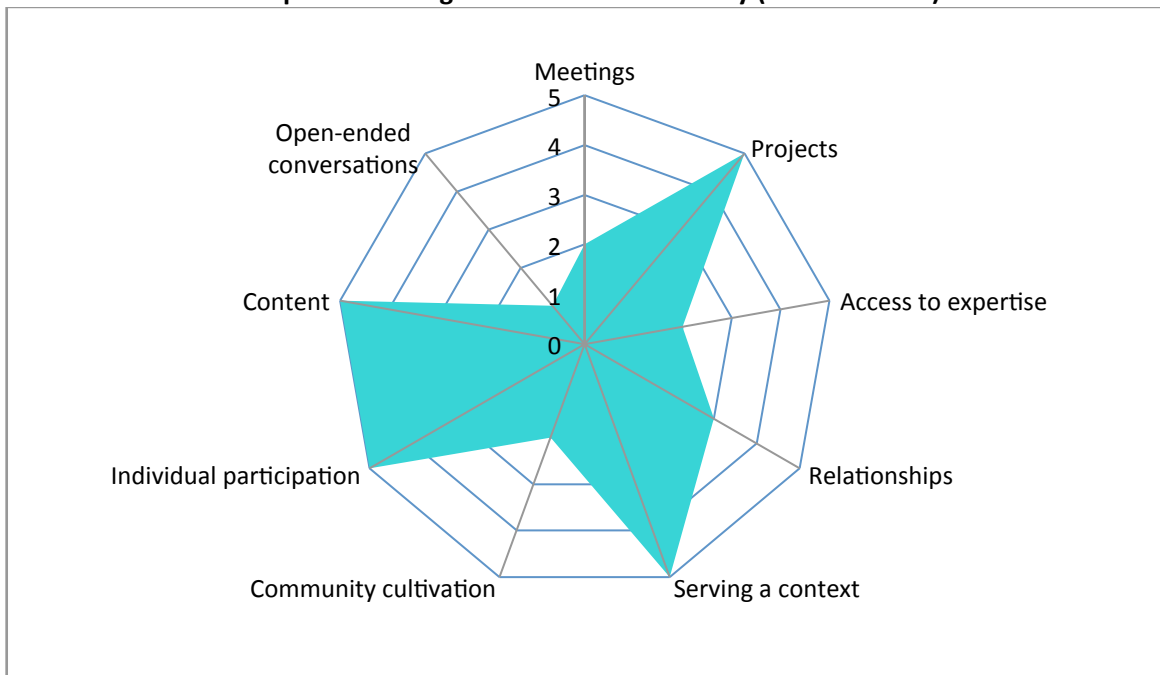 Meetings
5
4
3
2
1
0
Projects
Access to expertise
Relationships
Serving a context
Community cultivation
Individual participation
Content
Open-ended
conversations